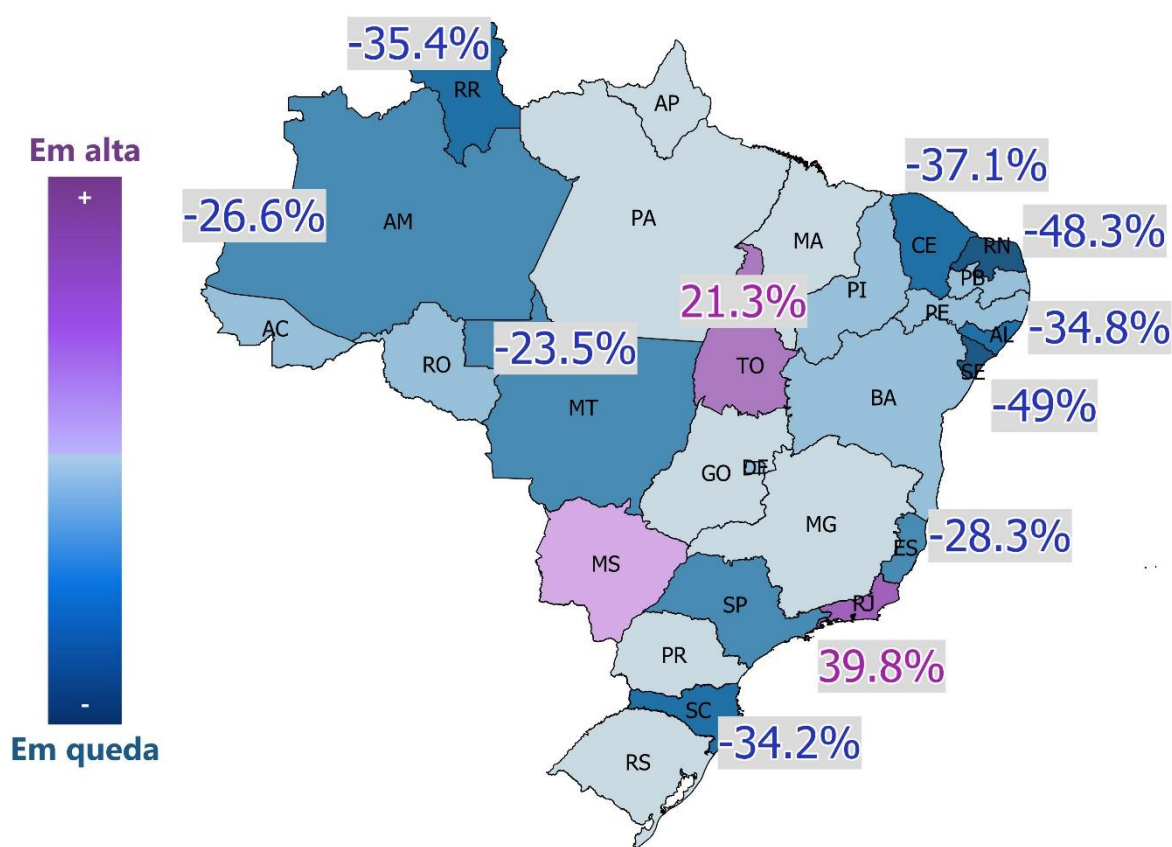 -35.4%
RR
AP
Em alta
+
-37.1%
-26.6%
AM
PA
MA
CE
RN
-48.3%
PI
PB
21.3%
PE
AC
-23.5%
AL
-34.8%
RO
TO
SE
MT
BA
-49%
GO
DF
MG
ES
-28.3%
MS
SP
RJ
PR
39.8%
-
SC
Em queda
-34.2%
RS